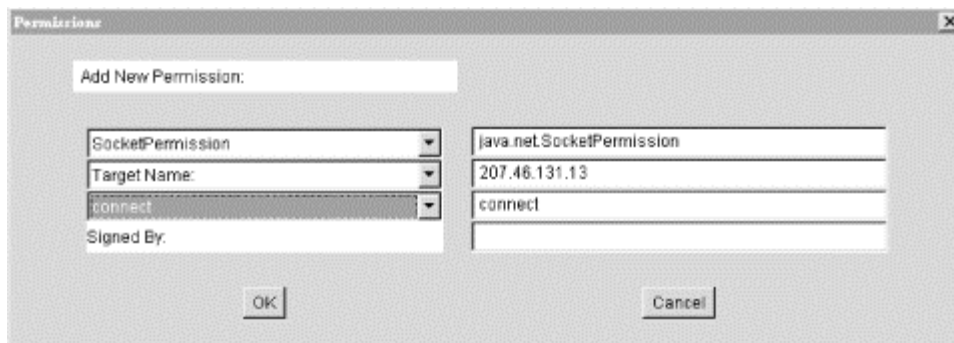 Permissions
Add New Permission:
SocketPermission
java.net.SocketPermission
Target Name:
207.46.131.13
connect
connect
Signed By:
OK
Cancel